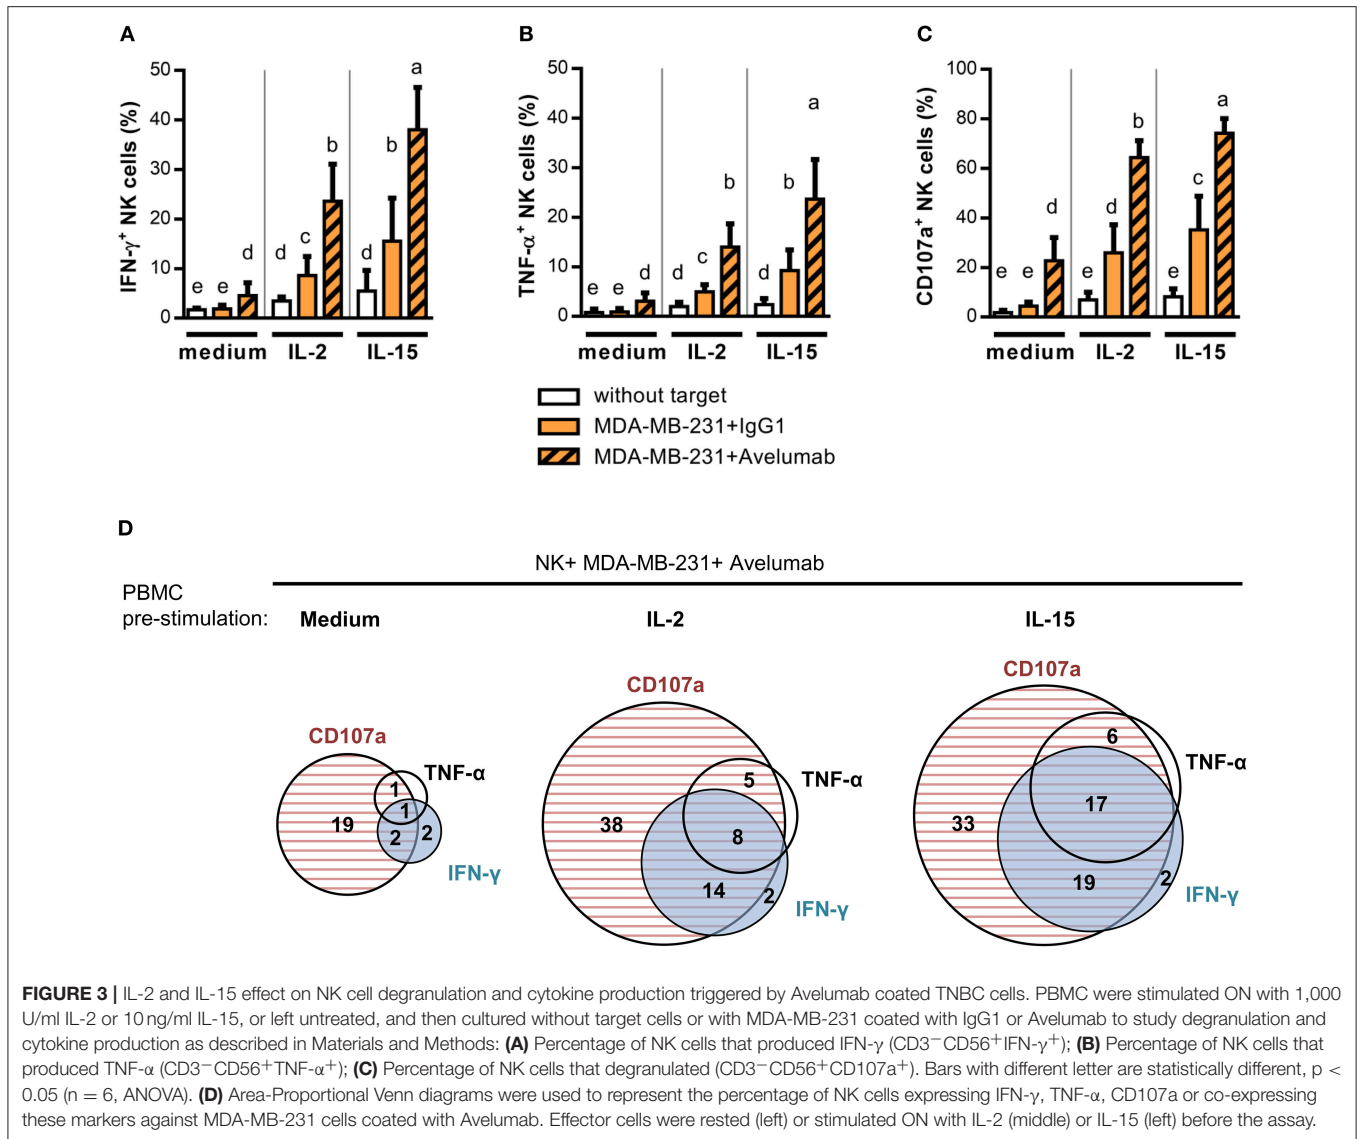 A
B
C
IFN-γ+ NK cells (%)
50
40
30
20
10
0
e
e
d
d
c
b
d
b
a
medium
IL-2
IL-15
TNF-α+ NK cells (%)
50
40
30
20
10
0
e
e
d
d
c
b
d
b
a
medium
IL-2
IL-15
CD107a+ NK cells (%)
100
80
60
40
20
0
e
e
d
e
d
b
e
c
a
medium
IL-2
IL-15
without target
MDA-MB-231+IgG1
MDA-MB-231+Avelumab
D
NK+ MDA-MB-231+ Avelumab
PBMC
pre-stimulation:
Medium
IL-2
IL-15
CD107a
TNF-α
1
1
19
2
2
IFN-γ
CD107a
5
TNF-α
38
8
14
2
IFN-γ
CD107a
6
TNF-α
17
33
19
2
IFN-γ
FIGURE 3 | IL-2 and IL-15 effect on NK cell degranulation and cytokine production triggered by Avelumab coated TNBC cells. PBMC were stimulated ON with 1,000
U/ml IL-2 or 10 ng/ml IL-15, or left untreated, and then cultured without target cells or with MDA-MB-231 coated with IgG1 or Avelumab to study degranulation and
cytokine production as described in Materials and Methods: (A) Percentage of NK cells that produced IFN-γ (CD3−CD56+IFN-γ+); (B) Percentage of NK cells that
produced TNF-α (CD3−CD56+TNF-α+); (C) Percentage of NK cells that degranulated (CD3−CD56+CD107a+). Bars with different letter are statistically different, p <
0.05 (n = 6, ANOVA). (D) Area-Proportional Venn diagrams were used to represent the percentage of NK cells expressing IFN-γ, TNF-α, CD107a or co-expressing
these markers against MDA-MB-231 cells coated with Avelumab. Effector cells were rested (left) or stimulated ON with IL-2 (middle) or IL-15 (left) before the assay.